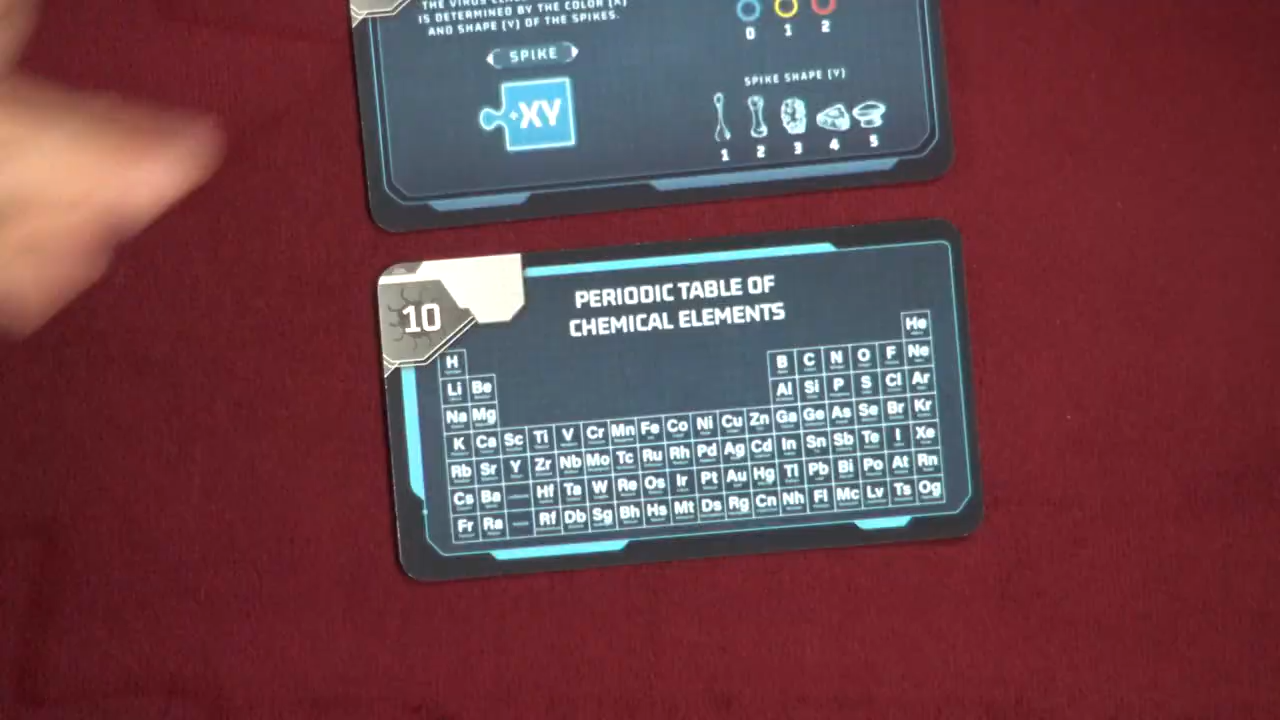 IS DETERMINED BY THE COLOR (X)
AND SHAPE (Y) OF THE SPIKES.
0 1 2
SPIKE
+XY
SPIKE SHAPE (Y)
1 2 3 4 5
10
PERIODIC TABLE OF
CHEMICAL ELEMENTS
He
H B C N O F Ne
Li Be Al Si P S Cl Ar
Na Mg Ga Ge As Se Br Kr
K Ca Sc Ti V Cr Mn Fe Co Ni Cu Zn In Sn Sb Te I Xe
Rb Sr Y Zr Nb Mo Tc Ru Rh Pd Ag Cd Tl Pb Bi Po At Rn
Cs Ba Hf Ta W Re Os Ir Pt Au Hg Nh Fl Mc Lv Ts Og
Fr Ra Rf Db Sg Bh Hs Mt Ds Rg Cn